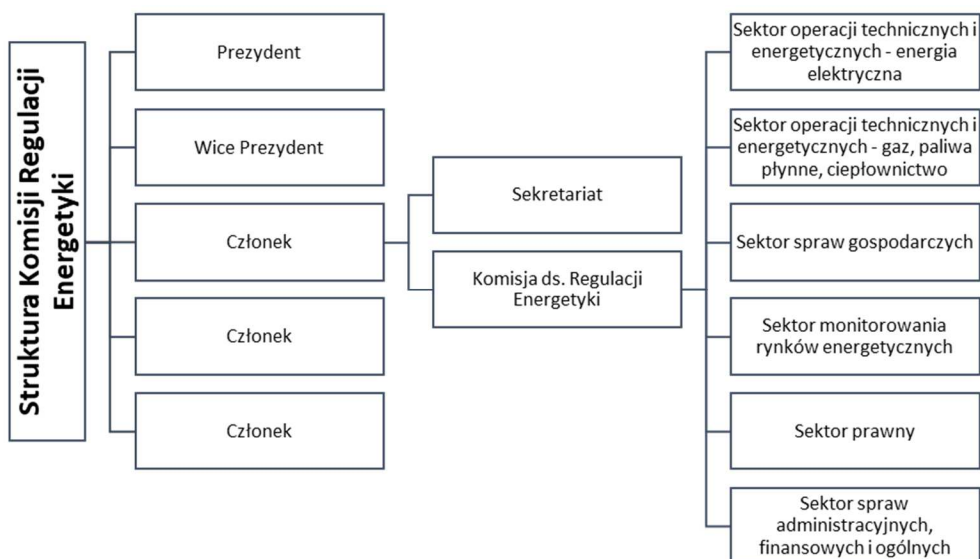 Struktura Komisji Regulacji
Energetyki
Prezydent
Wice Prezydent
Członek
Członek
Członek
Sekretariat
Komisja ds. Regulacji
Energetyki
Sektor operacji technicznych i
energetycznych - energia
elektryczna
Sektor operacji technicznych i
energetycznych - gaz, paliwa
płynne, ciepłownictwo
Sektor spraw gospodarczych
Sektor monitorowania
rynków energetycznych
Sektor prawny
Sektor spraw
administracyjnych,
finansowych i ogólnych